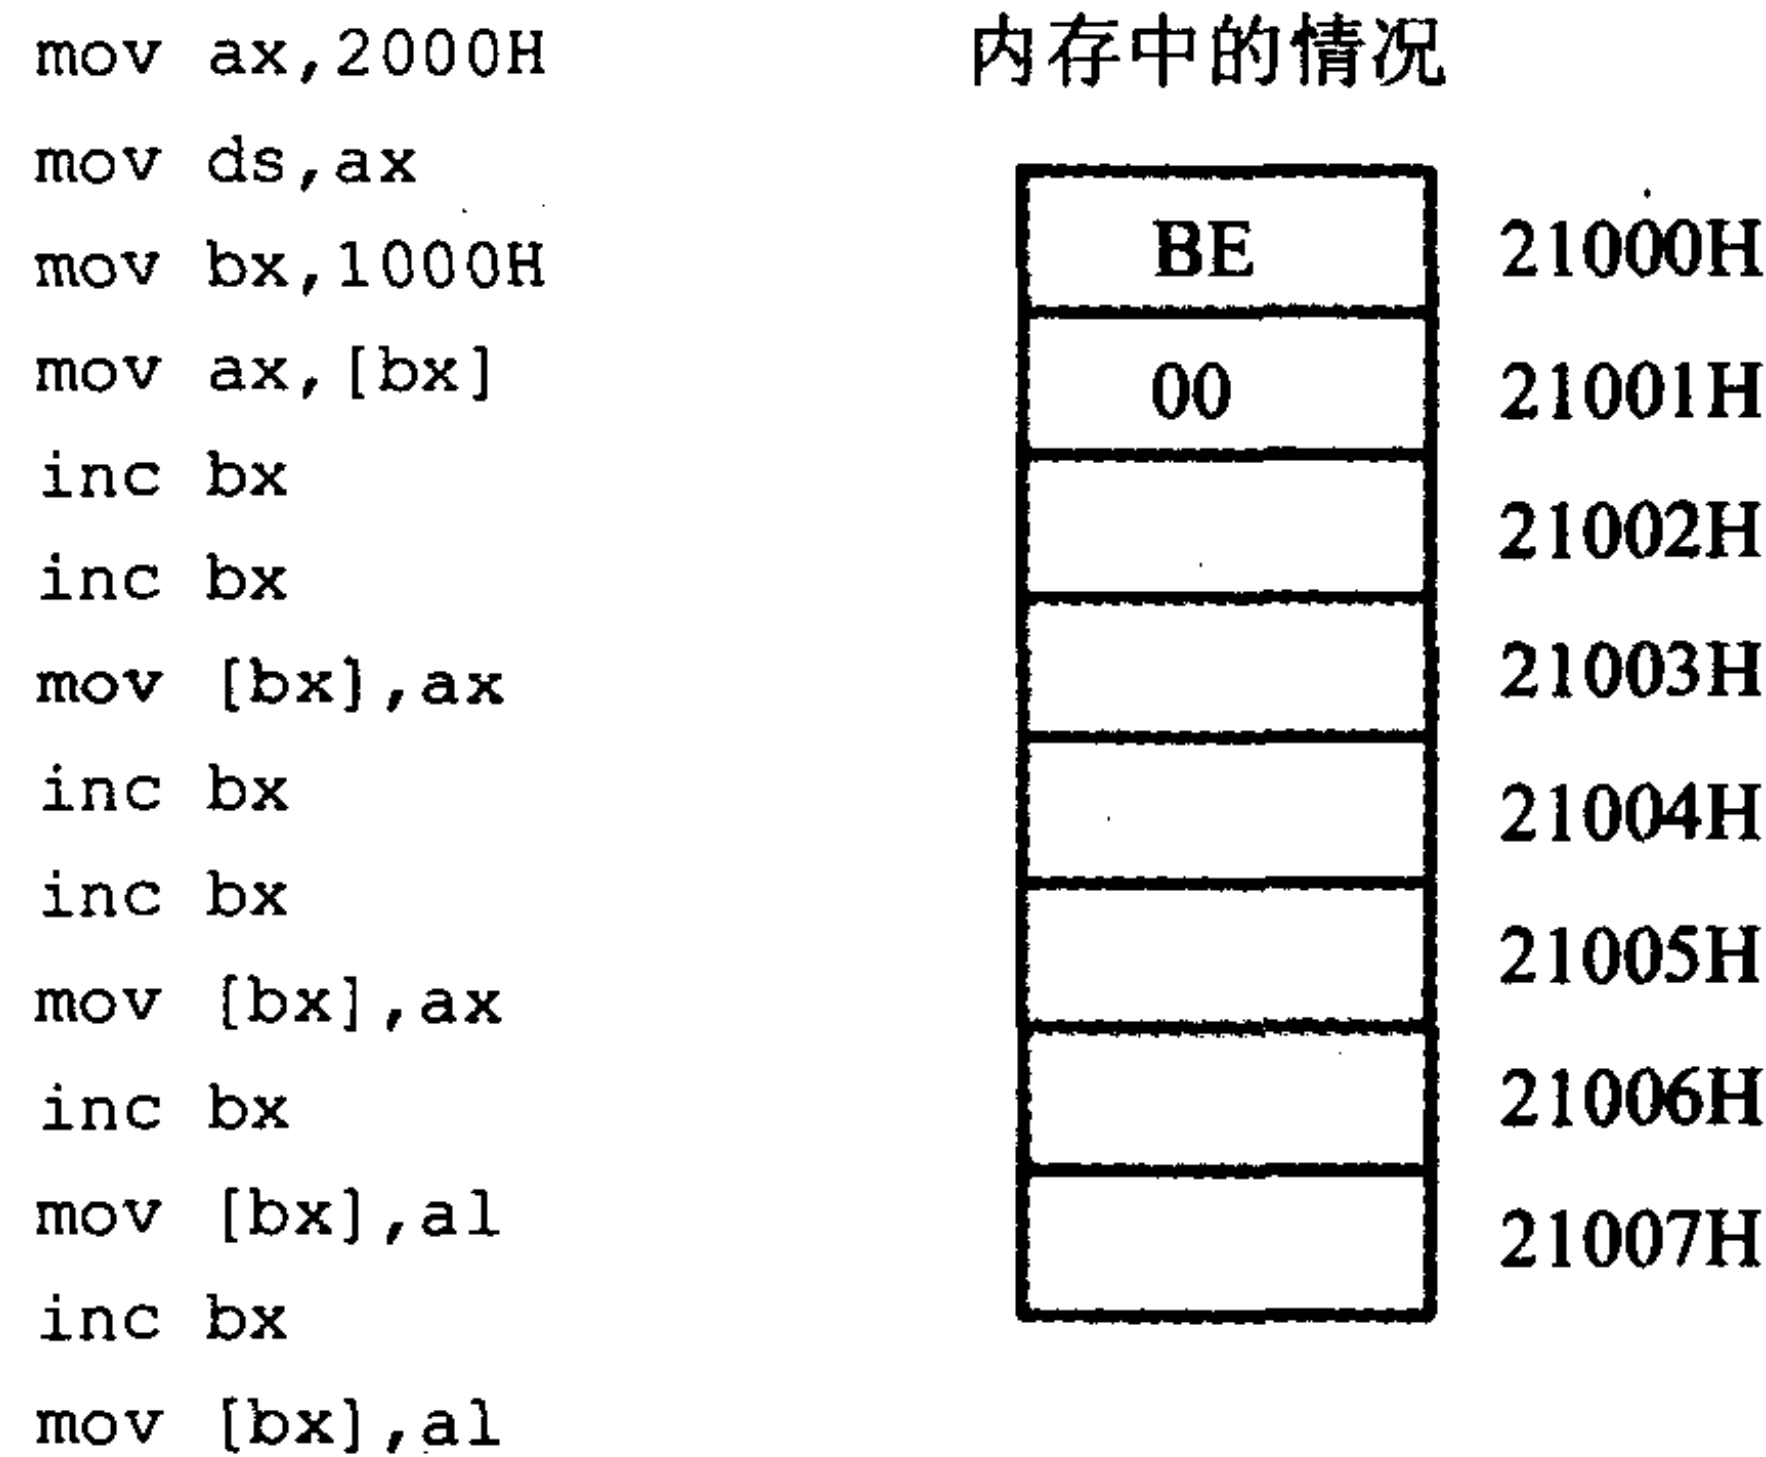 mov ax,2000H
mov ds,ax
mov bx,1000H
mov ax,[bx]
inc bx
inc bx
mov [bx],ax
inc bx
inc bx
mov [bx],ax
inc bx
mov [bx],al
inc bx
mov [bx],al
内存中的情况
BE 21000H
00 21001H
21002H
21003H
21004H
21005H
21006H
21007H